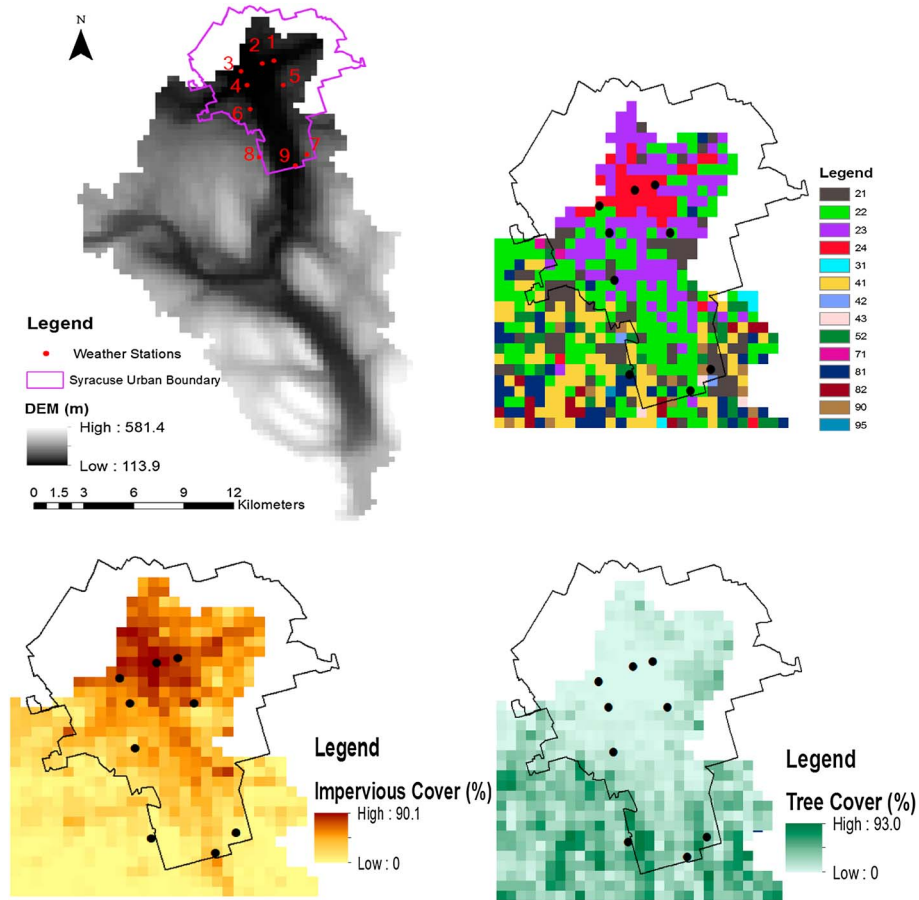 N
2 1
3
4 5
6
8 9 7
Legend
Weather Stations
Syracuse Urban Boundary
DEM (m)
High : 581.4
Low : 113.9
0 1.5 3 6 9 12
Kilometers
Legend
21
22
23
24
31
41
42
43
52
71
81
82
90
95
Legend
Impervious Cover (%)
High : 90.1
Low : 0
Legend
Tree Cover (%)
High : 93.0
Low : 0